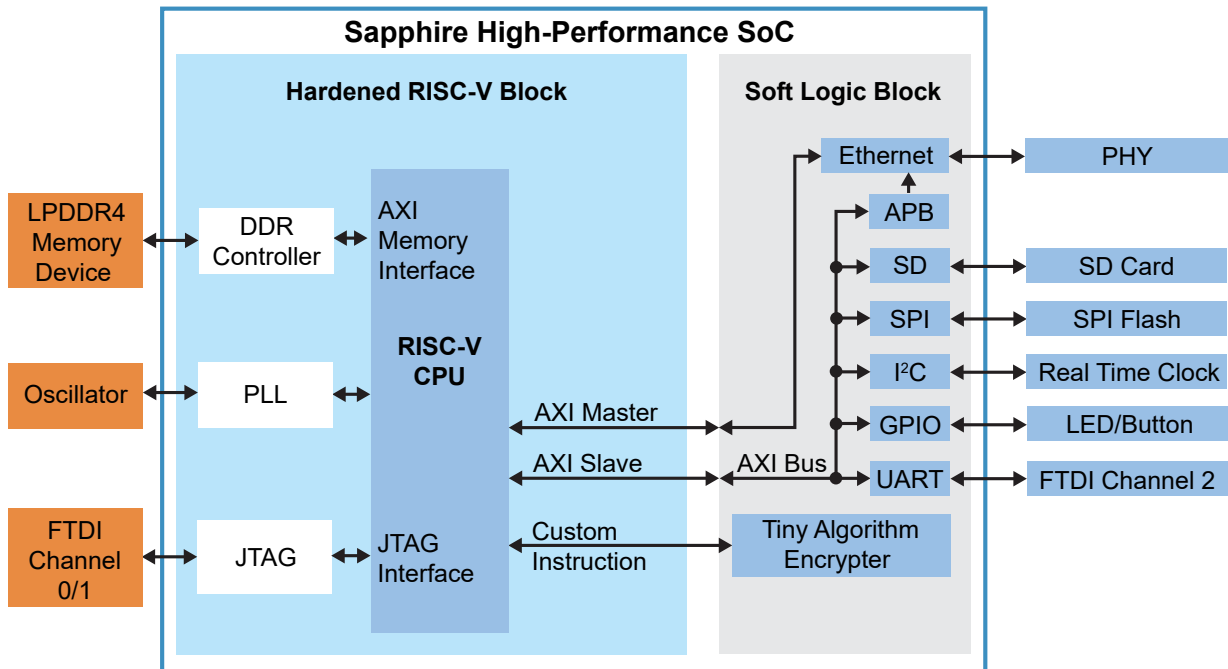 Sapphire High-Performance SoC
Hardened RISC-V Block
Soft Logic Block
LPDDR4
Memory
Device
DDR
Controller
AXI
Memory
Interface
RISC-V
CPU
Oscillator
PLL
FTDI
Channel
0/1
JTAG
JTAG
Interface
AXI Master
AXI Slave
AXI Bus
Custom
Instruction
Ethernet
PHY
APB
SD
SD Card
SPI
SPI Flash
I²C
Real Time Clock
GPIO
LED/Button
UART
FTDI Channel 2
Tiny Algorithm
Encrypter